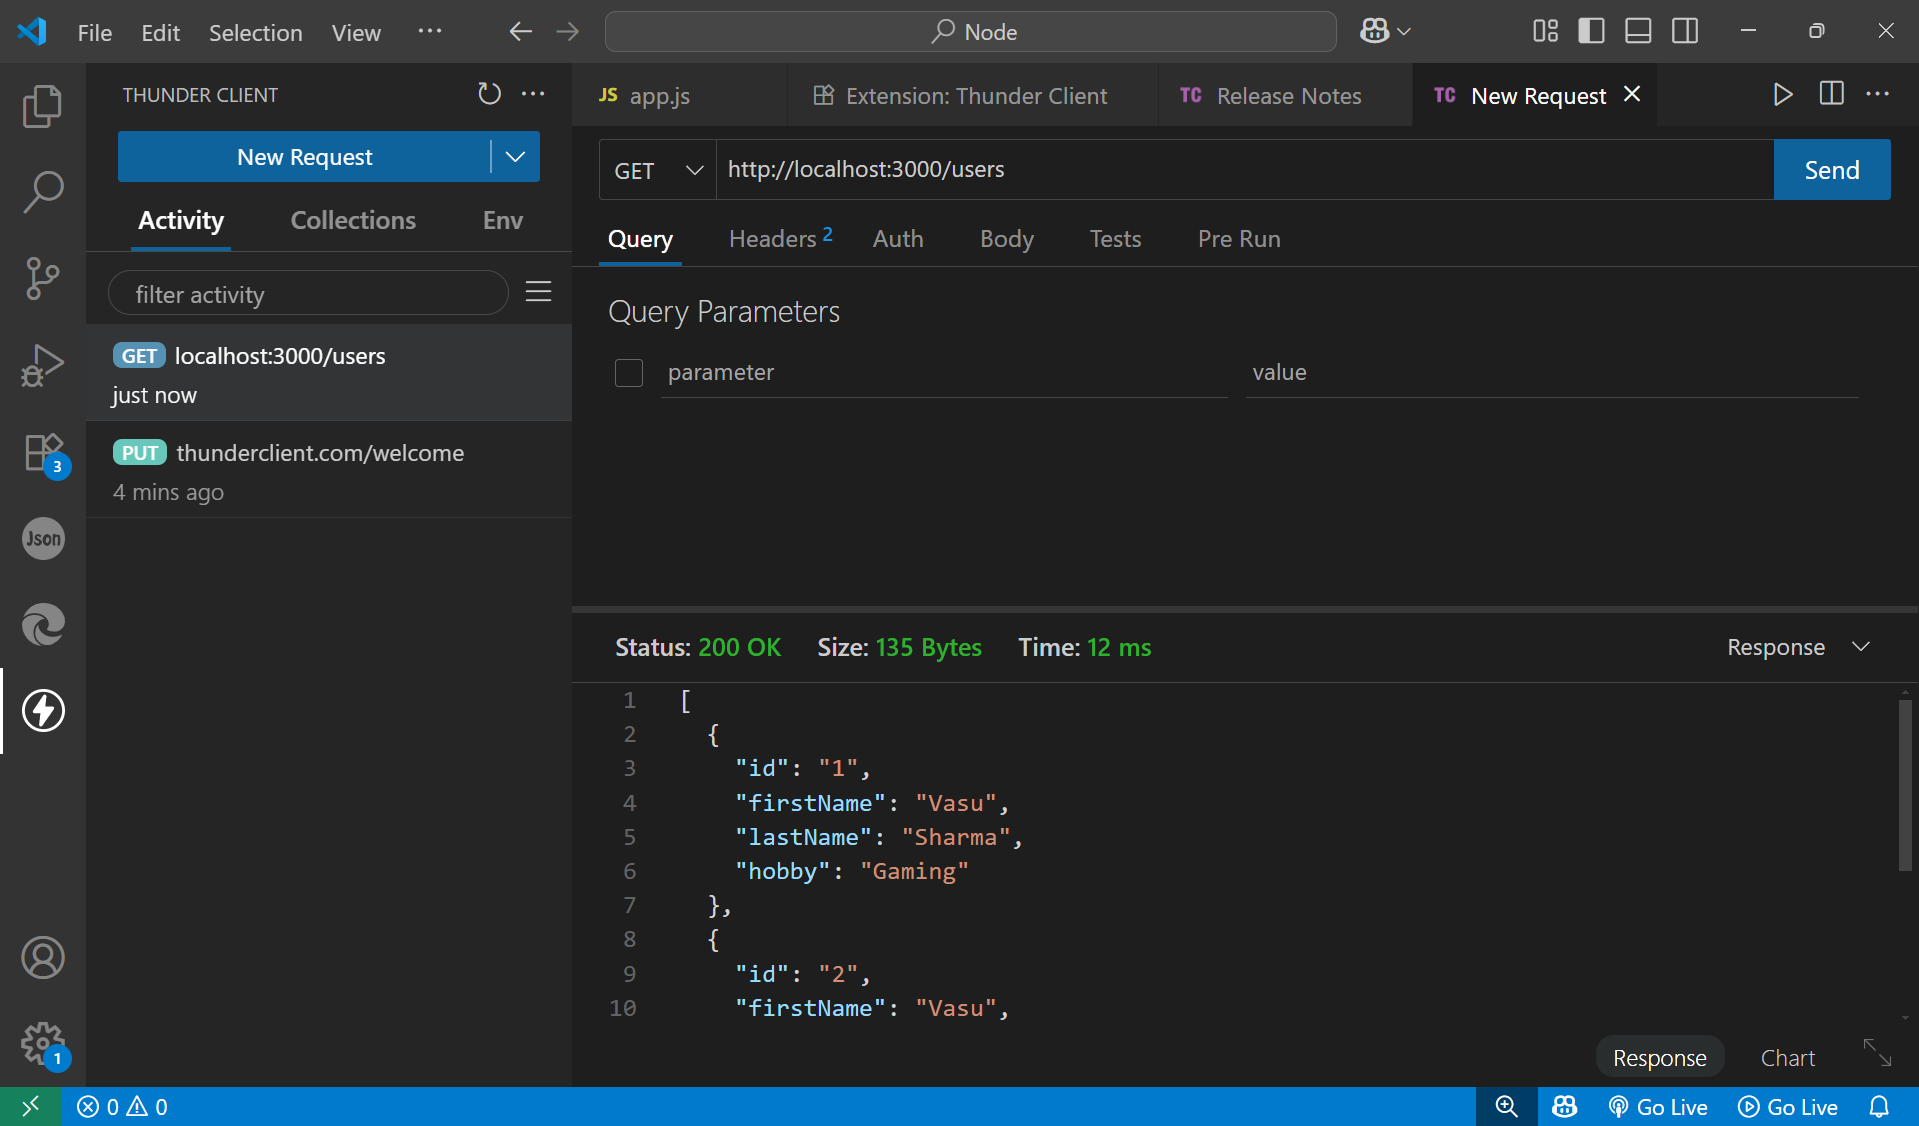 File Edit Selection View ... Node
THUNDER CLIENT ...
New Request
Activity Collections Env
filter activity
GET localhost:3000/users
just now
PUT thunderclient.com/welcome
4 mins ago
3
Json
1
JS app.js Extension: Thunder Client TC Release Notes TC New Request ...
GET http://localhost:3000/users Send
Query Headers 2 Auth Body Tests Pre Run
Query Parameters
parameter value
Status: 200 OK Size: 135 Bytes Time: 12 ms Response
1 [
2 {
3 "id": "1",
4 "firstName": "Vasu",
5 "lastName": "Sharma",
6 "hobby": "Gaming"
7 },
8 {
9 "id": "2",
10 "firstName": "Vasu",
Response Chart
0 0 Go Live Go Live